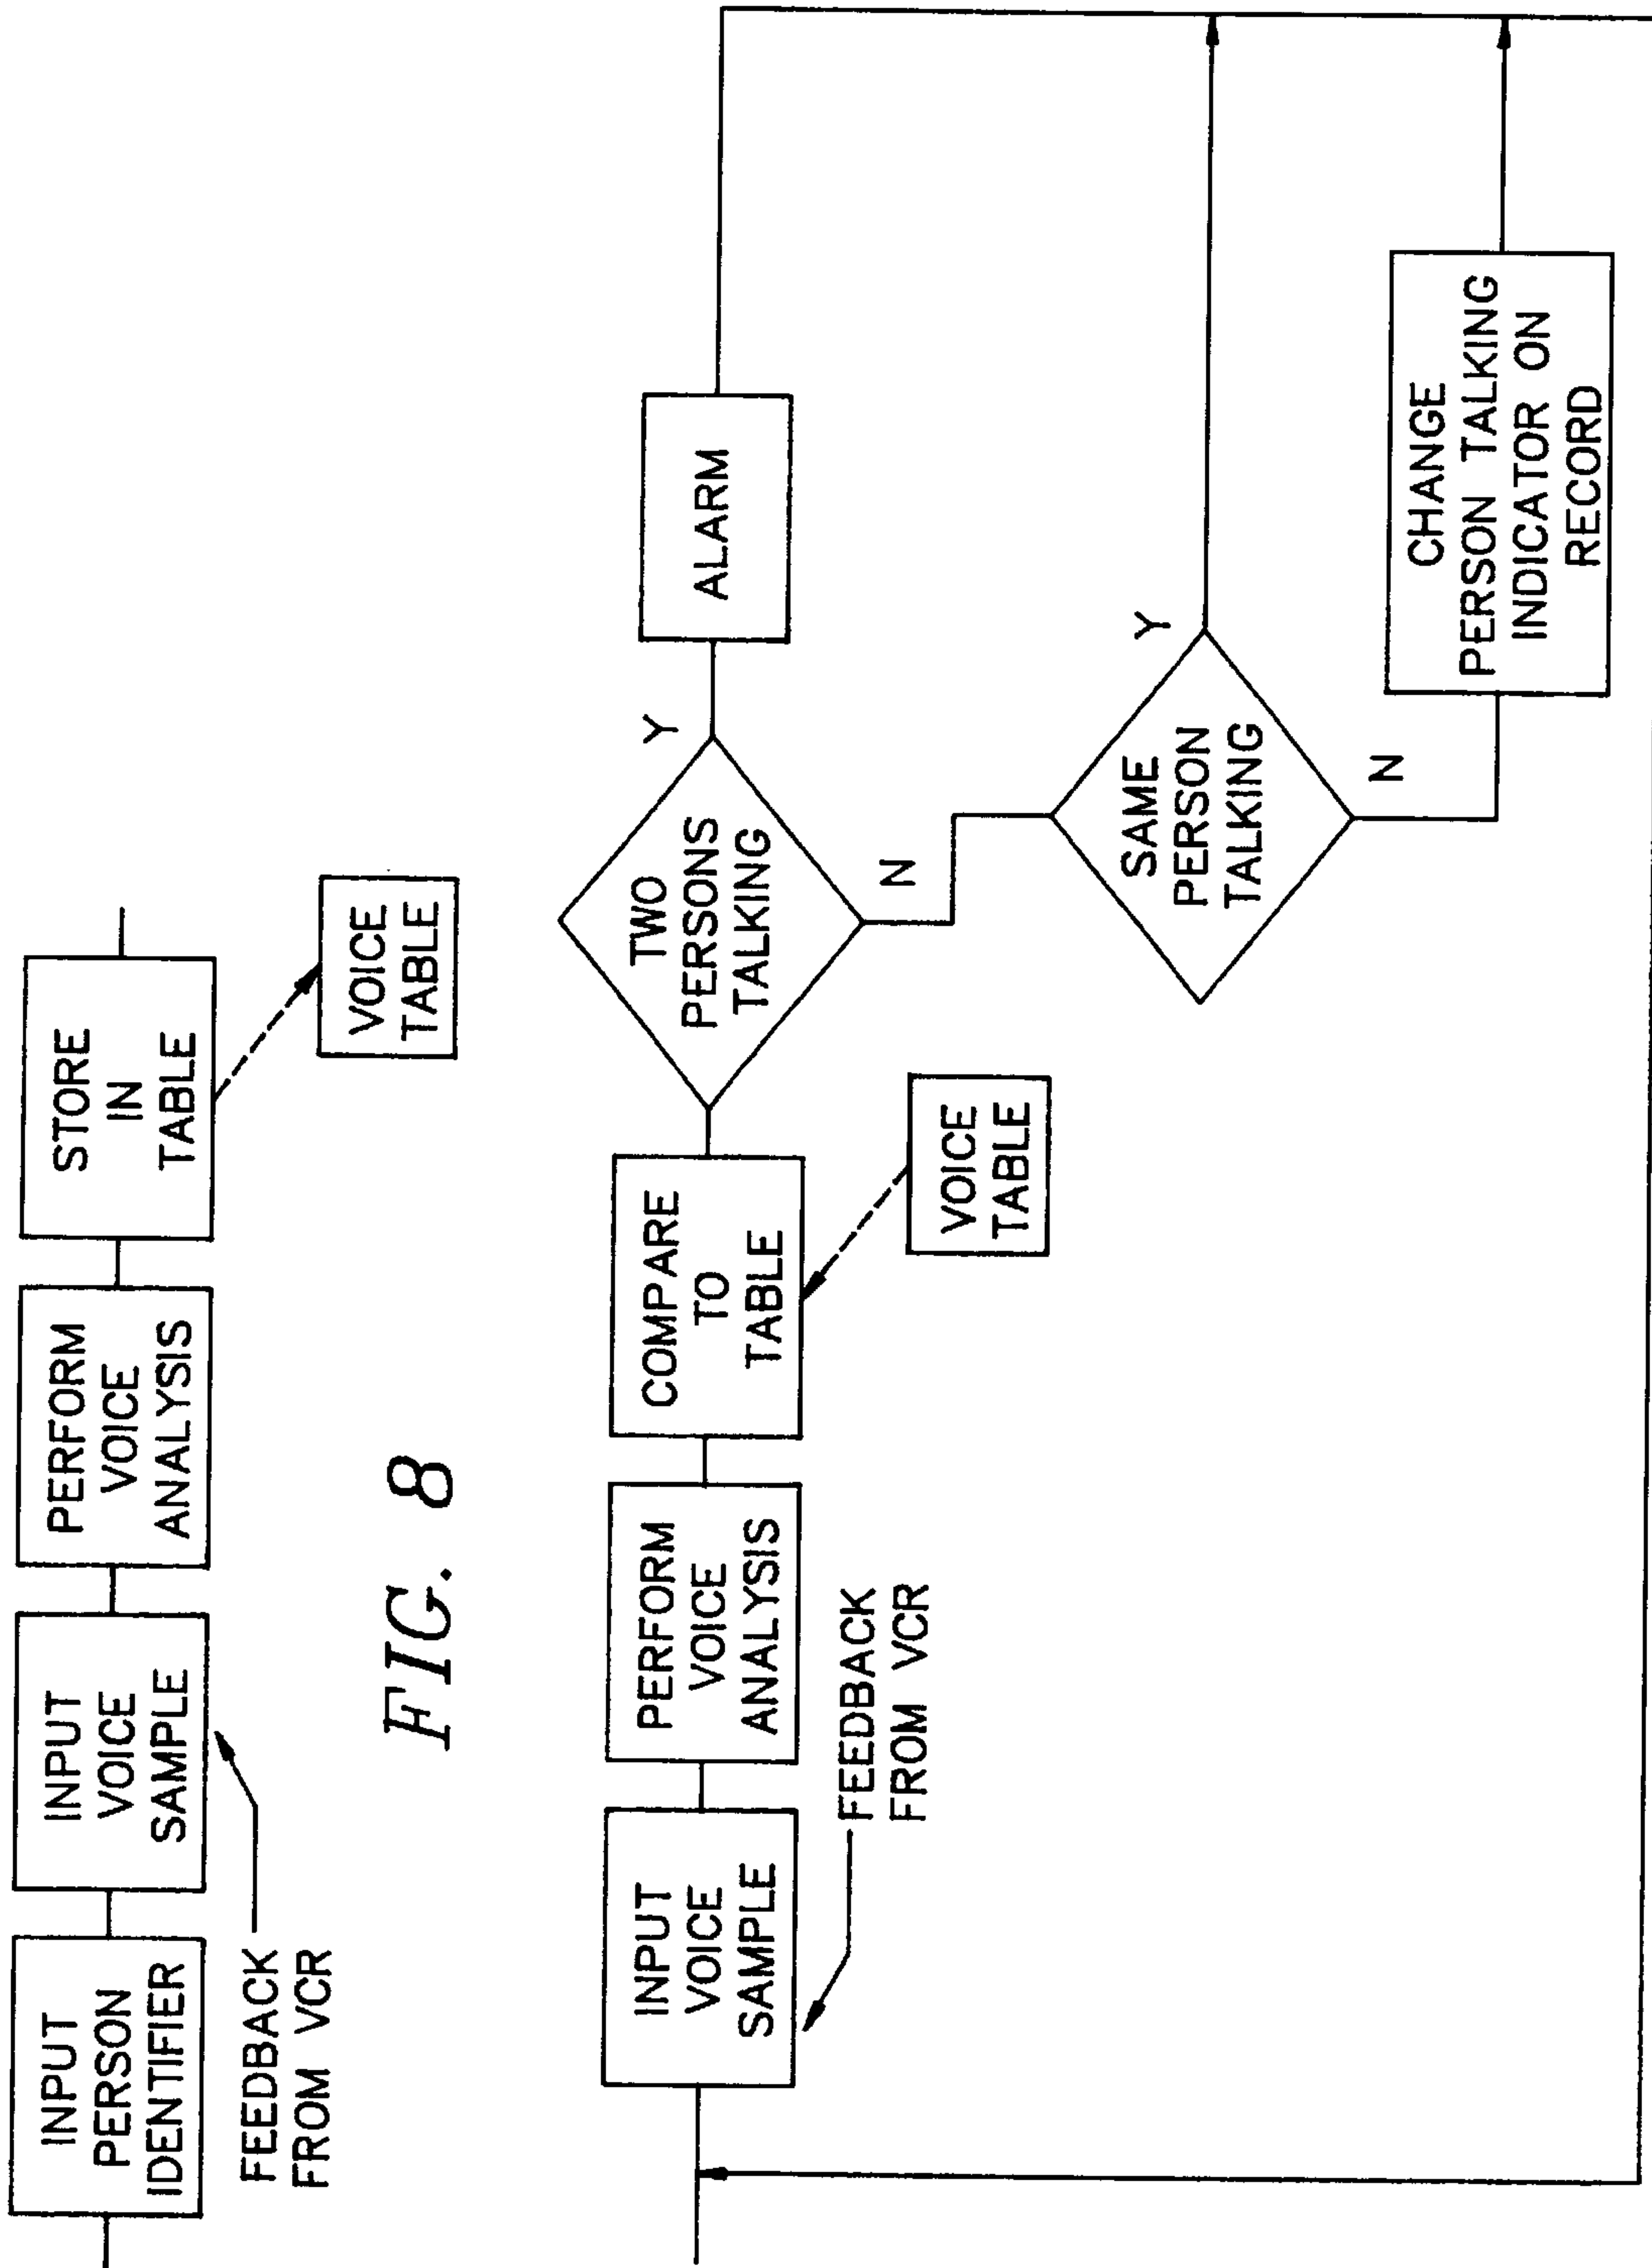 INPUT
PERSON
IDENTIFIER
INPUT
VOICE
SAMPLE
PERFORM
VOICE
ANALYSIS
STORE
IN
TABLE
FEEDBACK
FROM VCR
VOICE
TABLE
FIG. 8
INPUT
VOICE
SAMPLE
PERFORM
VOICE
ANALYSIS
COMPARE
TO
TABLE
TWO
PERSONS
TALKING
Y
ALARM
FEEDBACK
FROM VCR
VOICE
TABLE
N
SAME
PERSON
TALKING
Y
N
CHANGE
PERSON TALKING
INDICATOR ON
RECORD